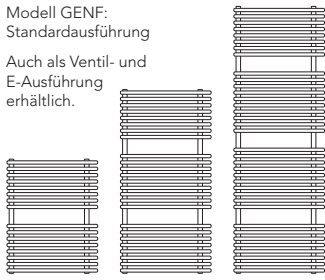 Modell GENF:
Standardausführung
Auch als Ventil- und
E-Ausführung
erhältlich.